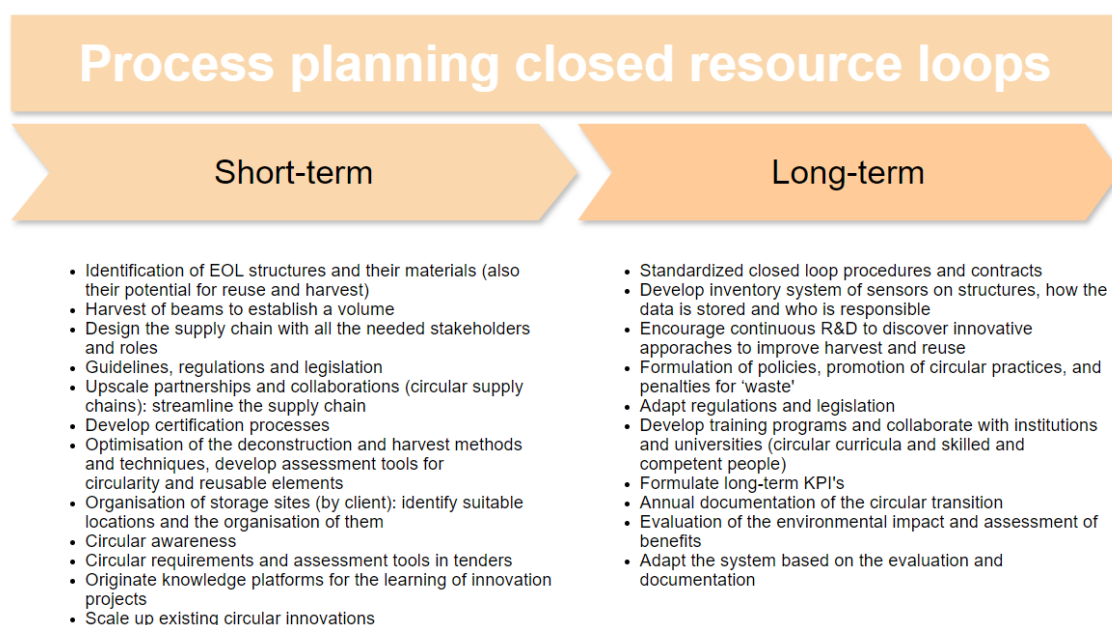 Process planning closed resource loops
Short-term
Long-term
• Identification of EOL structures and their materials (also
their potential for reuse and harvest)
• Harvest of beams to establish a volume
• Design the supply chain with all the needed stakeholders
and roles
• Guidelines, regulations and legislation
• Upscale partnerships and collaborations (circular supply
chains): streamline the supply chain
• Develop certification processes
• Optimisation of the deconstruction and harvest methods
and techniques, develop assessment tools for
circularity and reusable elements
• Organisation of storage sites (by client): identify suitable
locations and the organisation of them
• Circular awareness
• Circular requirements and assessment tools in tenders
• Originate knowledge platforms for the learning of innovation
projects
• Scale up existing circular innovations
• Standardized closed loop procedures and contracts
• Develop inventory system of sensors on structures, how the
data is stored and who is responsible
• Encourage continuous R&D to discover innovative
apporaches to improve harvest and reuse
• Formulation of policies, promotion of circular practices, and
penalties for ‘waste'
• Adapt regulations and legislation
• Develop training programs and collaborate with institutions
and universities (circular curricula and skilled and
competent people)
• Formulate long-term KPI's
• Annual documentation of the circular transition
• Evaluation of the environmental impact and assessment of
benefits
• Adapt the system based on the evaluation and
documentation